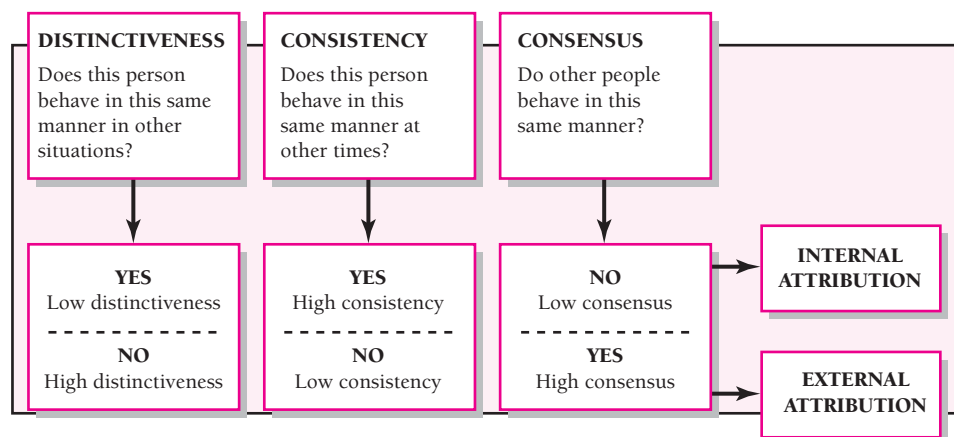 DISTINCTIVENESS
Does this person
behave in this same
manner in other
situations?
CONSISTENCY
Does this person
behave in this
same manner at
other times?
CONSENSUS
Do other people
behave in this
same manner?
YES
Low distinctiveness
NO
High distinctiveness
YES
High consistency
NO
Low consistency
NO
Low consensus
YES
High consensus
INTERNAL
ATTRIBUTION
EXTERNAL
ATTRIBUTION